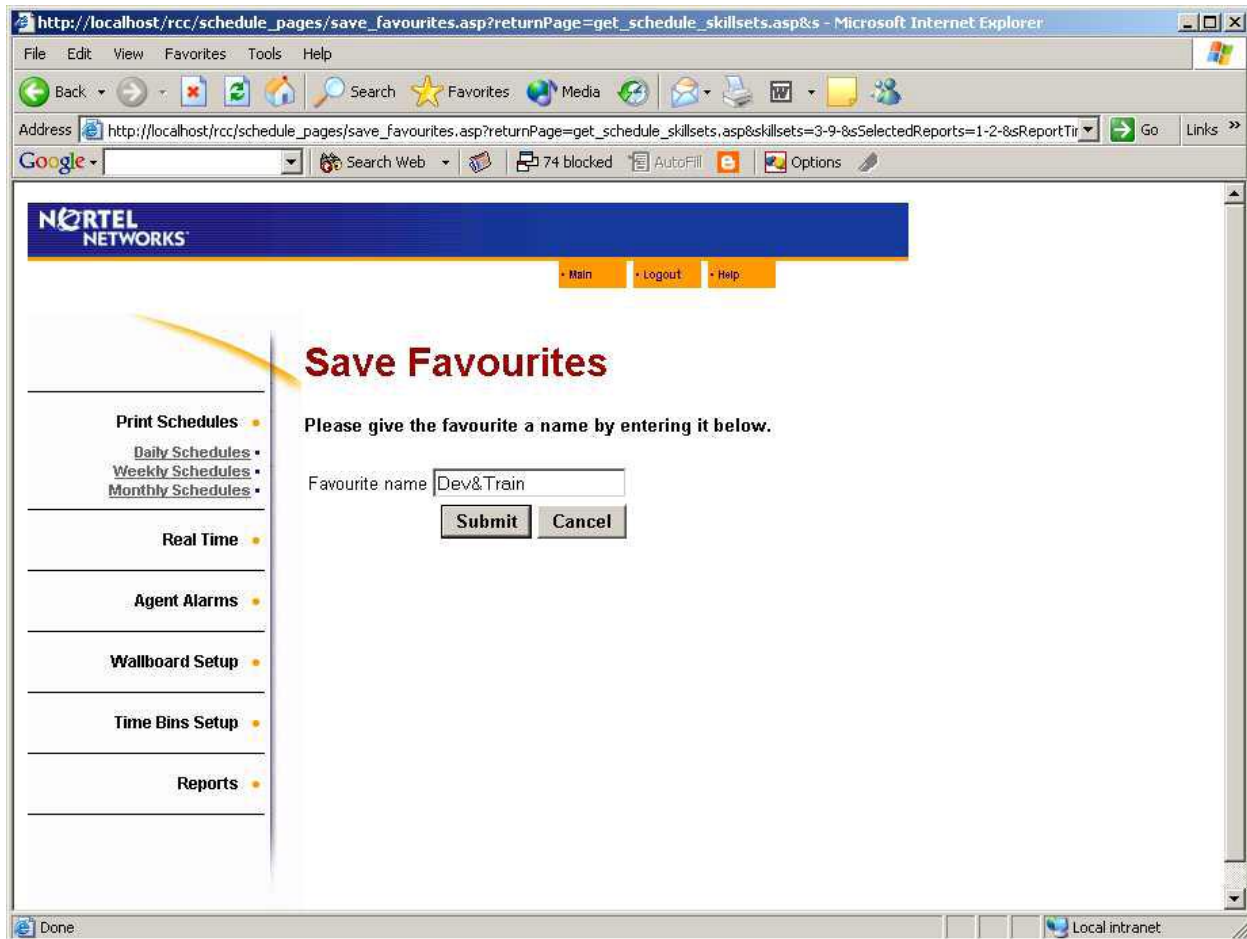 http://localhost/rcc/schedule_pages/save_favourites.asp?returnPage=get_schedule_skillsets.asp&s - Microsoft Internet Explorer
File Edit View Favorites Tools Help
Back Search Favorites Media
Address http://localhost/rcc/schedule_pages/save_favourites.asp?returnPage=get_schedule_skillsets.asp&skillsets=3-9-&sSelectedReports=1-2-&sReportTir Go Links »
Google Search Web 74 blocked AutoFill Options
NORTEL
NETWORKS
• Main • Logout • Help
Save Favourites
Please give the favourite a name by entering it below.
Favourite name Dev&Train
Submit Cancel
Print Schedules
Daily Schedules
Weekly Schedules
Monthly Schedules
Real Time
Agent Alarms
Wallboard Setup
Time Bins Setup
Reports
Done Local intranet